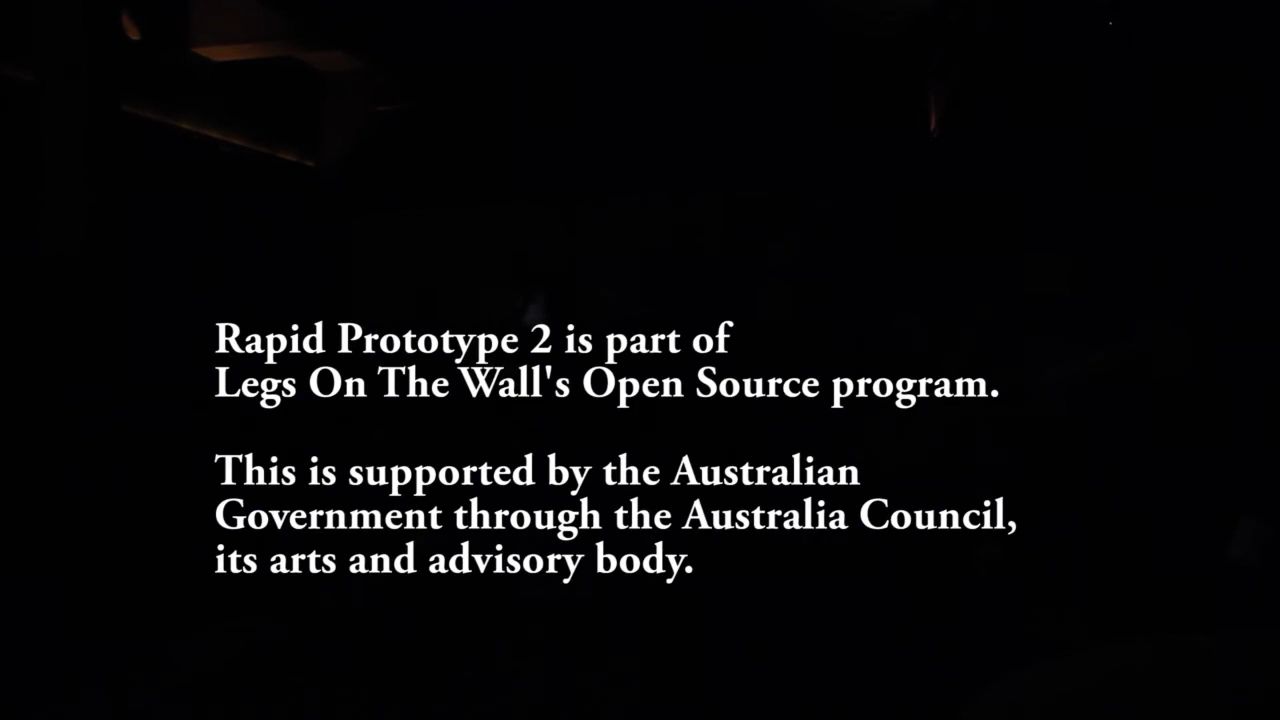 Rapid Prototype 2 is part of
Legs On The Wall's Open Source program.
This is supported by the Australian
Government through the Australia Council,
its arts and advisory body.